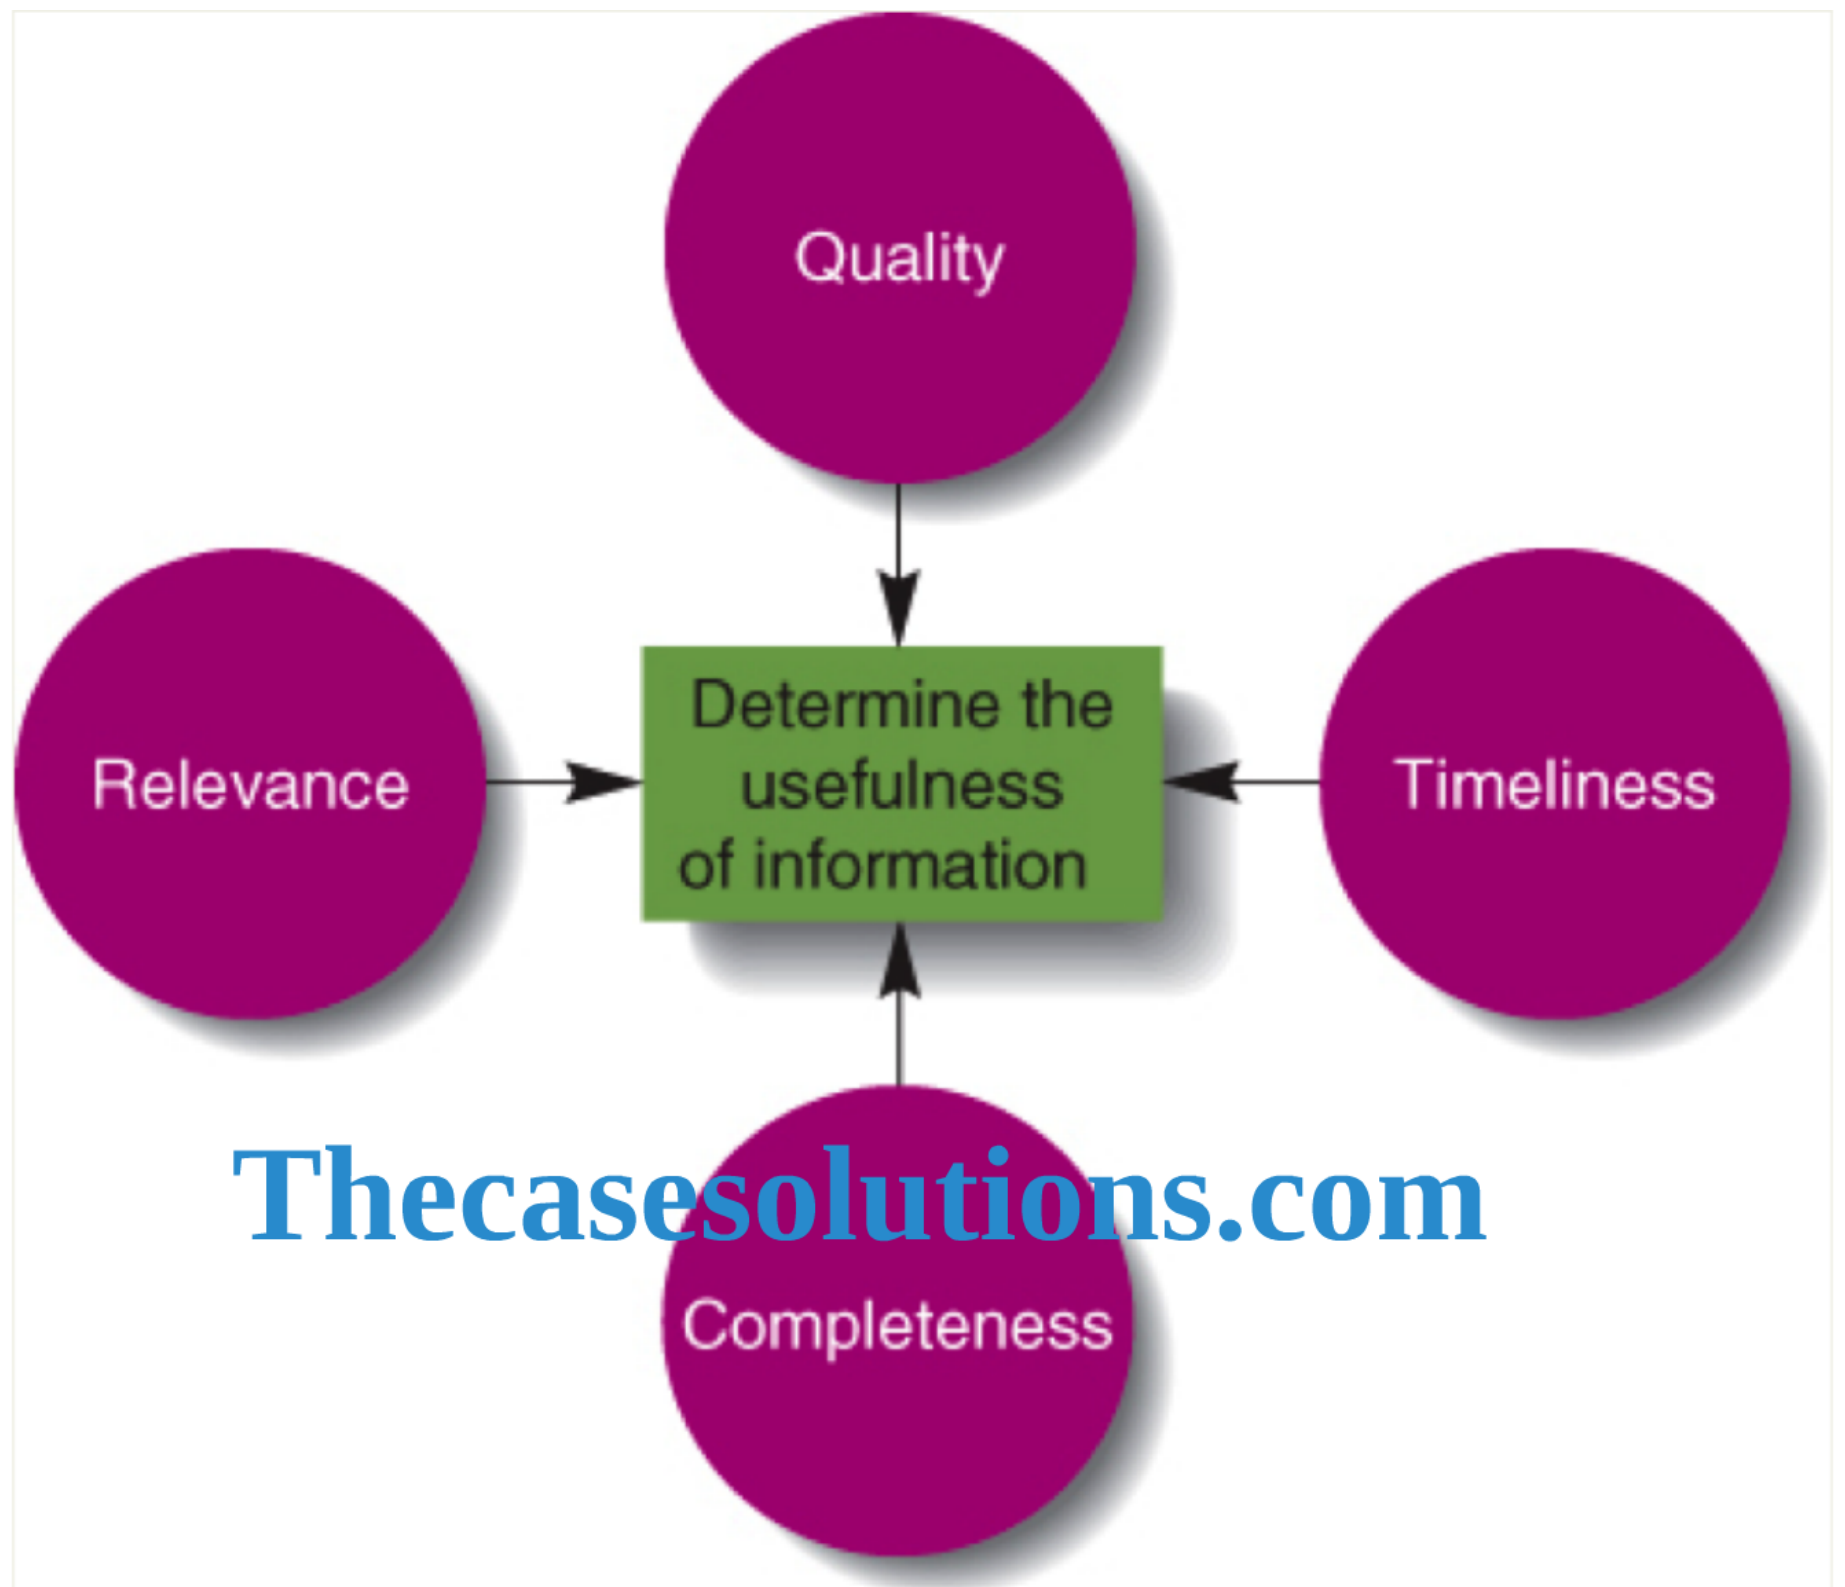 Quality
Relevance
Determine the
usefulness
of information
Timeliness
Thecasesolutions.com
Completeness